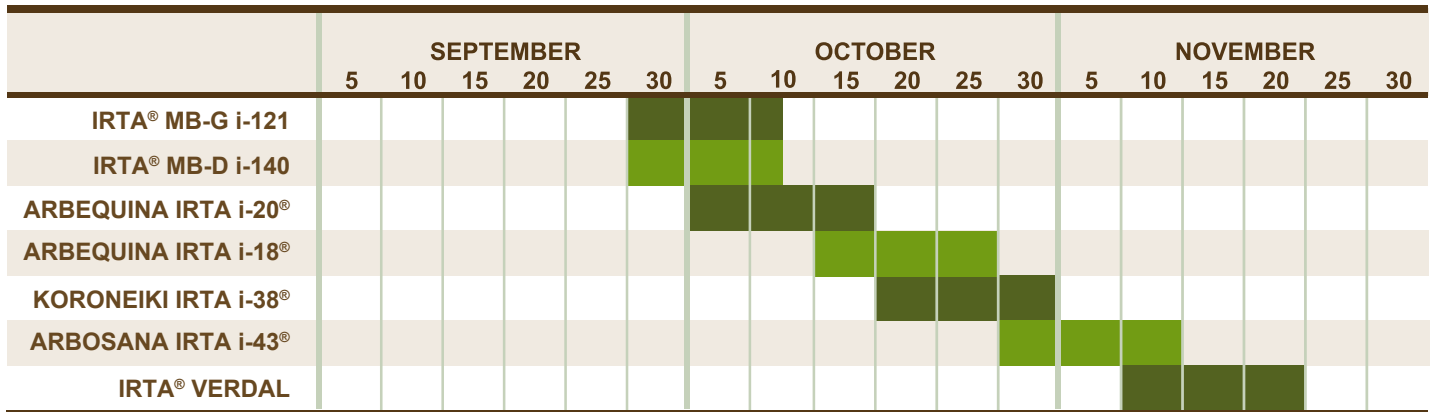 SEPTEMBER OCTOBER NOVEMBER
5 10 15 20 25 30 5 10 15 20 25 30 5 10 15 20 25 30
IRTA® MB-G i-121
IRTA® MB-D i-140
ARBEQUINA IRTA i-20®
ARBEQUINA IRTA i-18®
KORONEIKI IRTA i-38®
ARBOSANA IRTA i-43®
IRTA® VERDAL